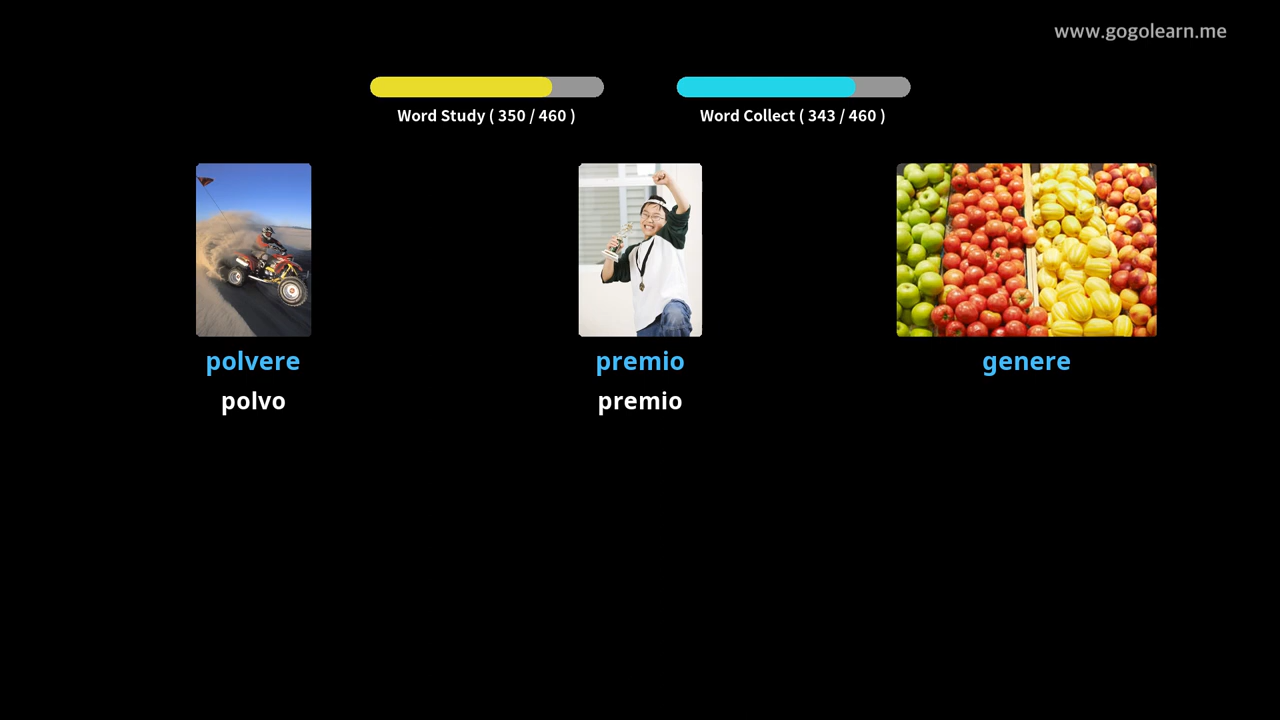 www.gogolearn.me
Word Study ( 350 / 460 )
Word Collect ( 343 / 460 )
polvere
premio
genere
polvo
premio